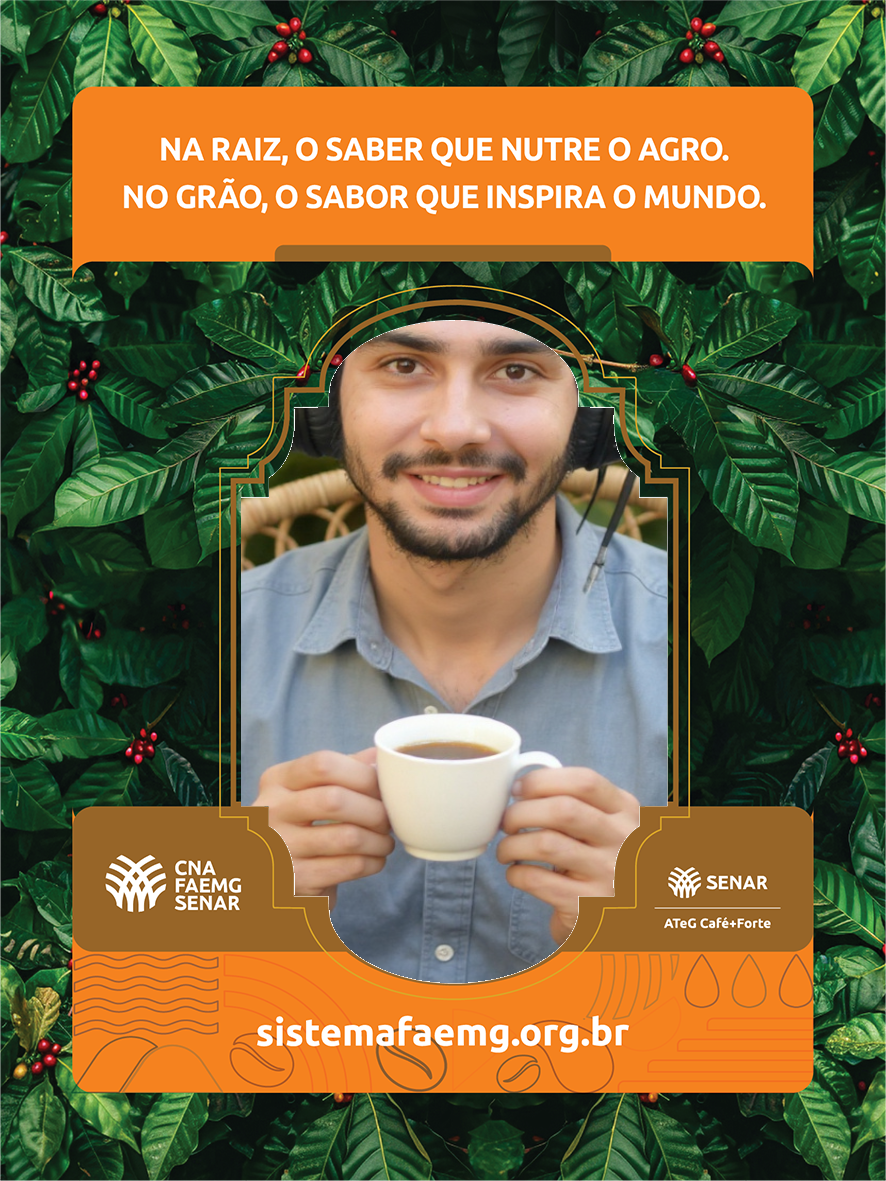 NA RAIZ, O SABER QUE NUTRE O AGRO.
NO GRÃO, O SABOR QUE INSPIRA O MUNDO.
CNA
FAEMG
SENAR
SENAR
ATeG Café+Forte
sistemafaemg.org.br